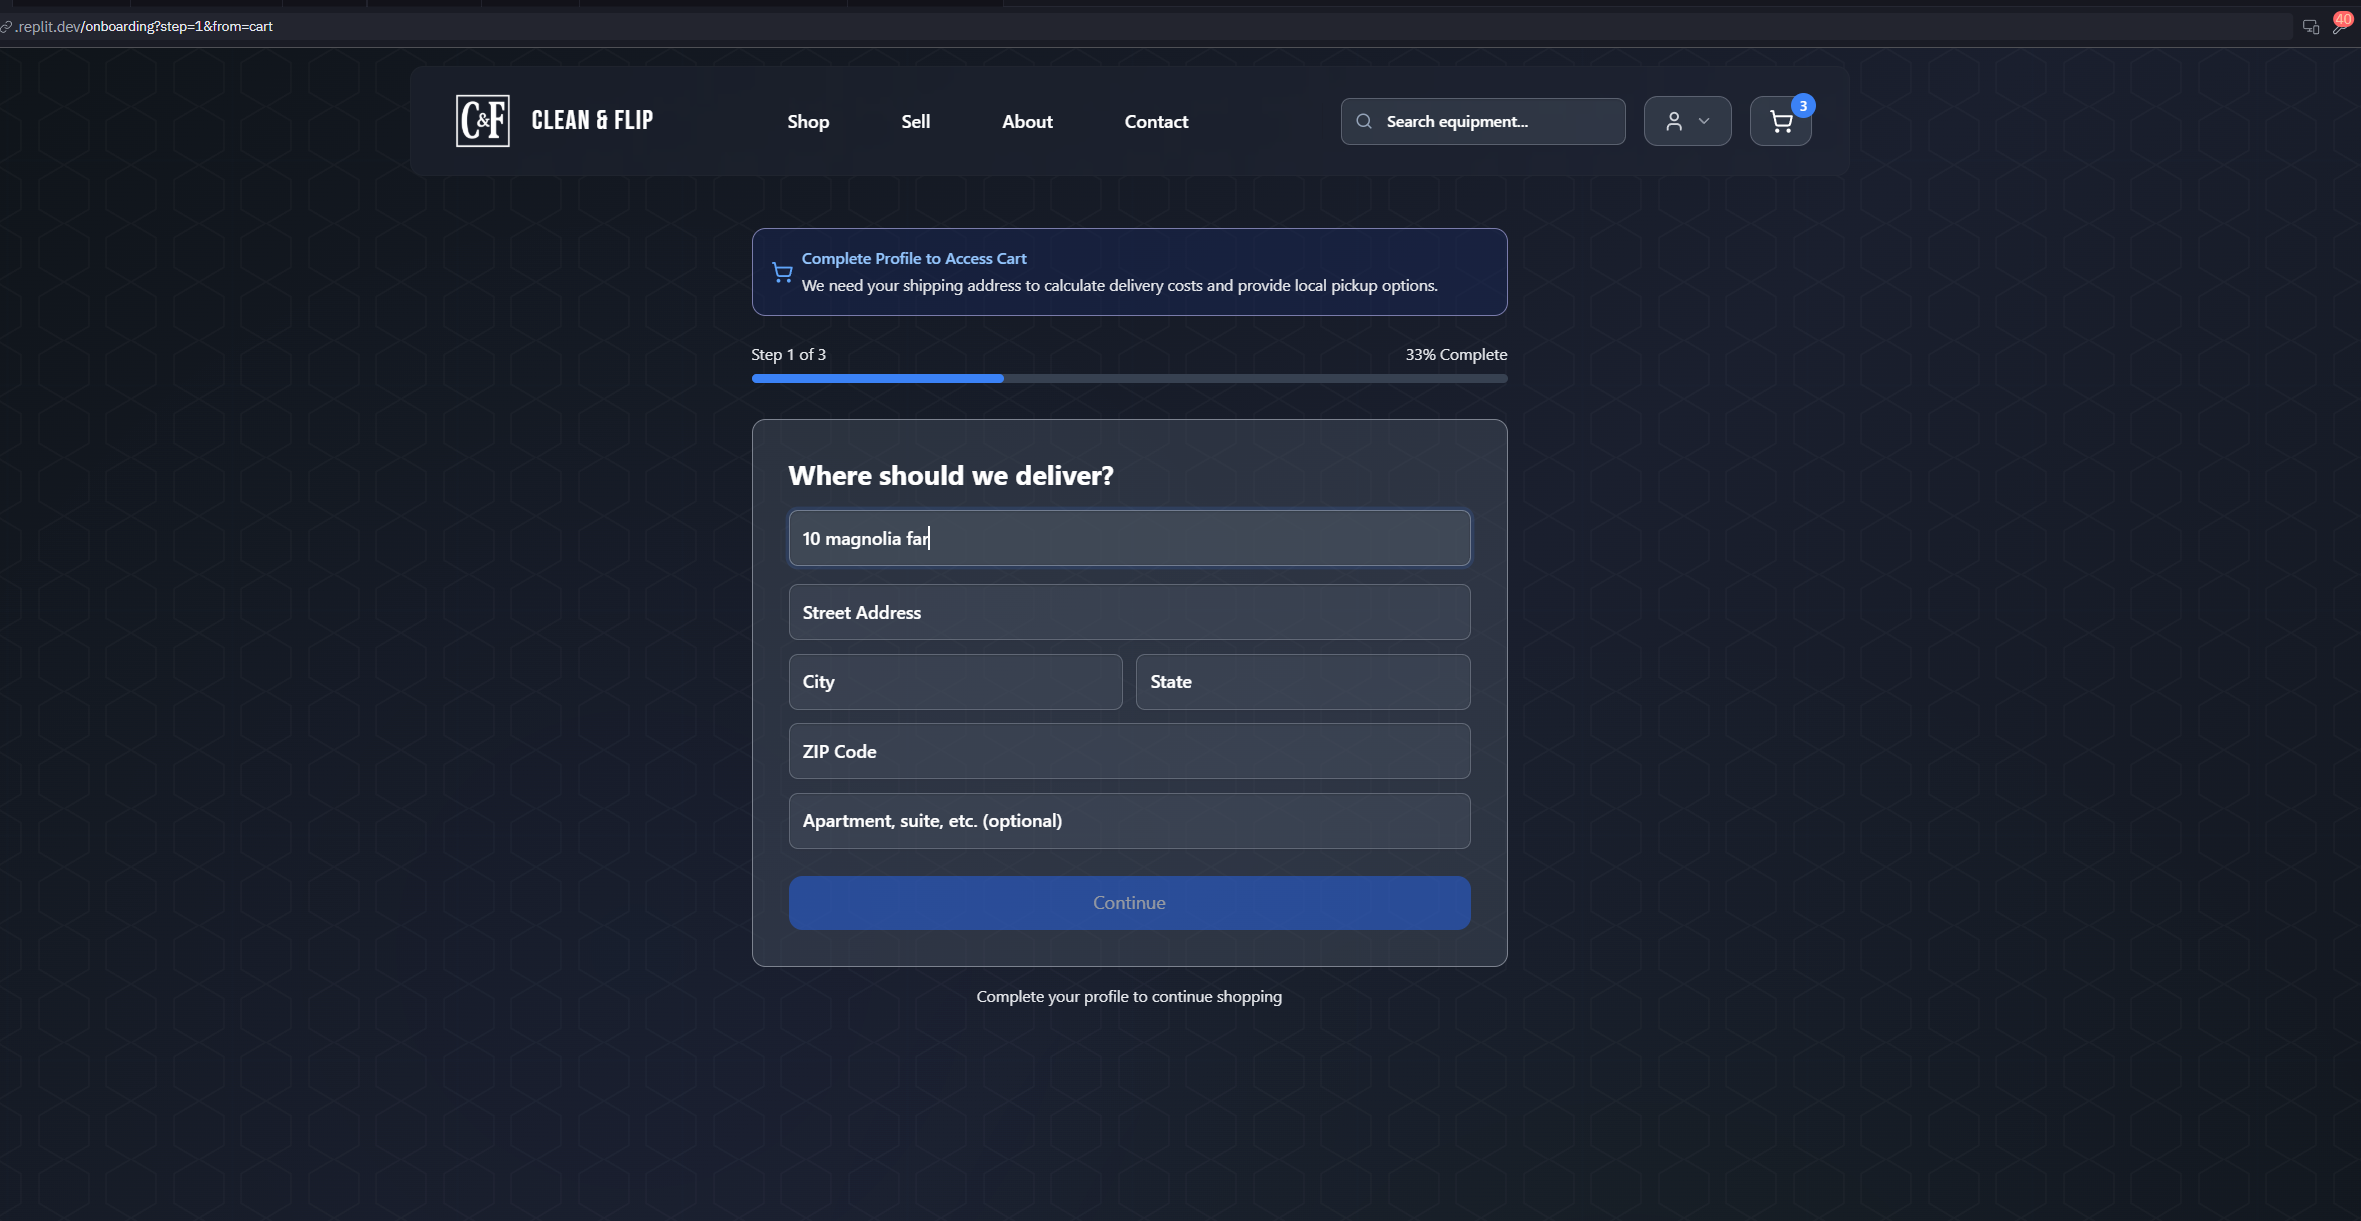 .replit.dev/onboarding?step=1&from=cart
40
C&F
CLEAN & FLIP
Shop
Sell
About
Contact
Search equipment...
3
Complete Profile to Access Cart
We need your shipping address to calculate delivery costs and provide local pickup options.
Step 1 of 3
33% Complete
Where should we deliver?
10 magnolia far
Street Address
City
State
ZIP Code
Apartment, suite, etc. (optional)
Continue
Complete your profile to continue shopping